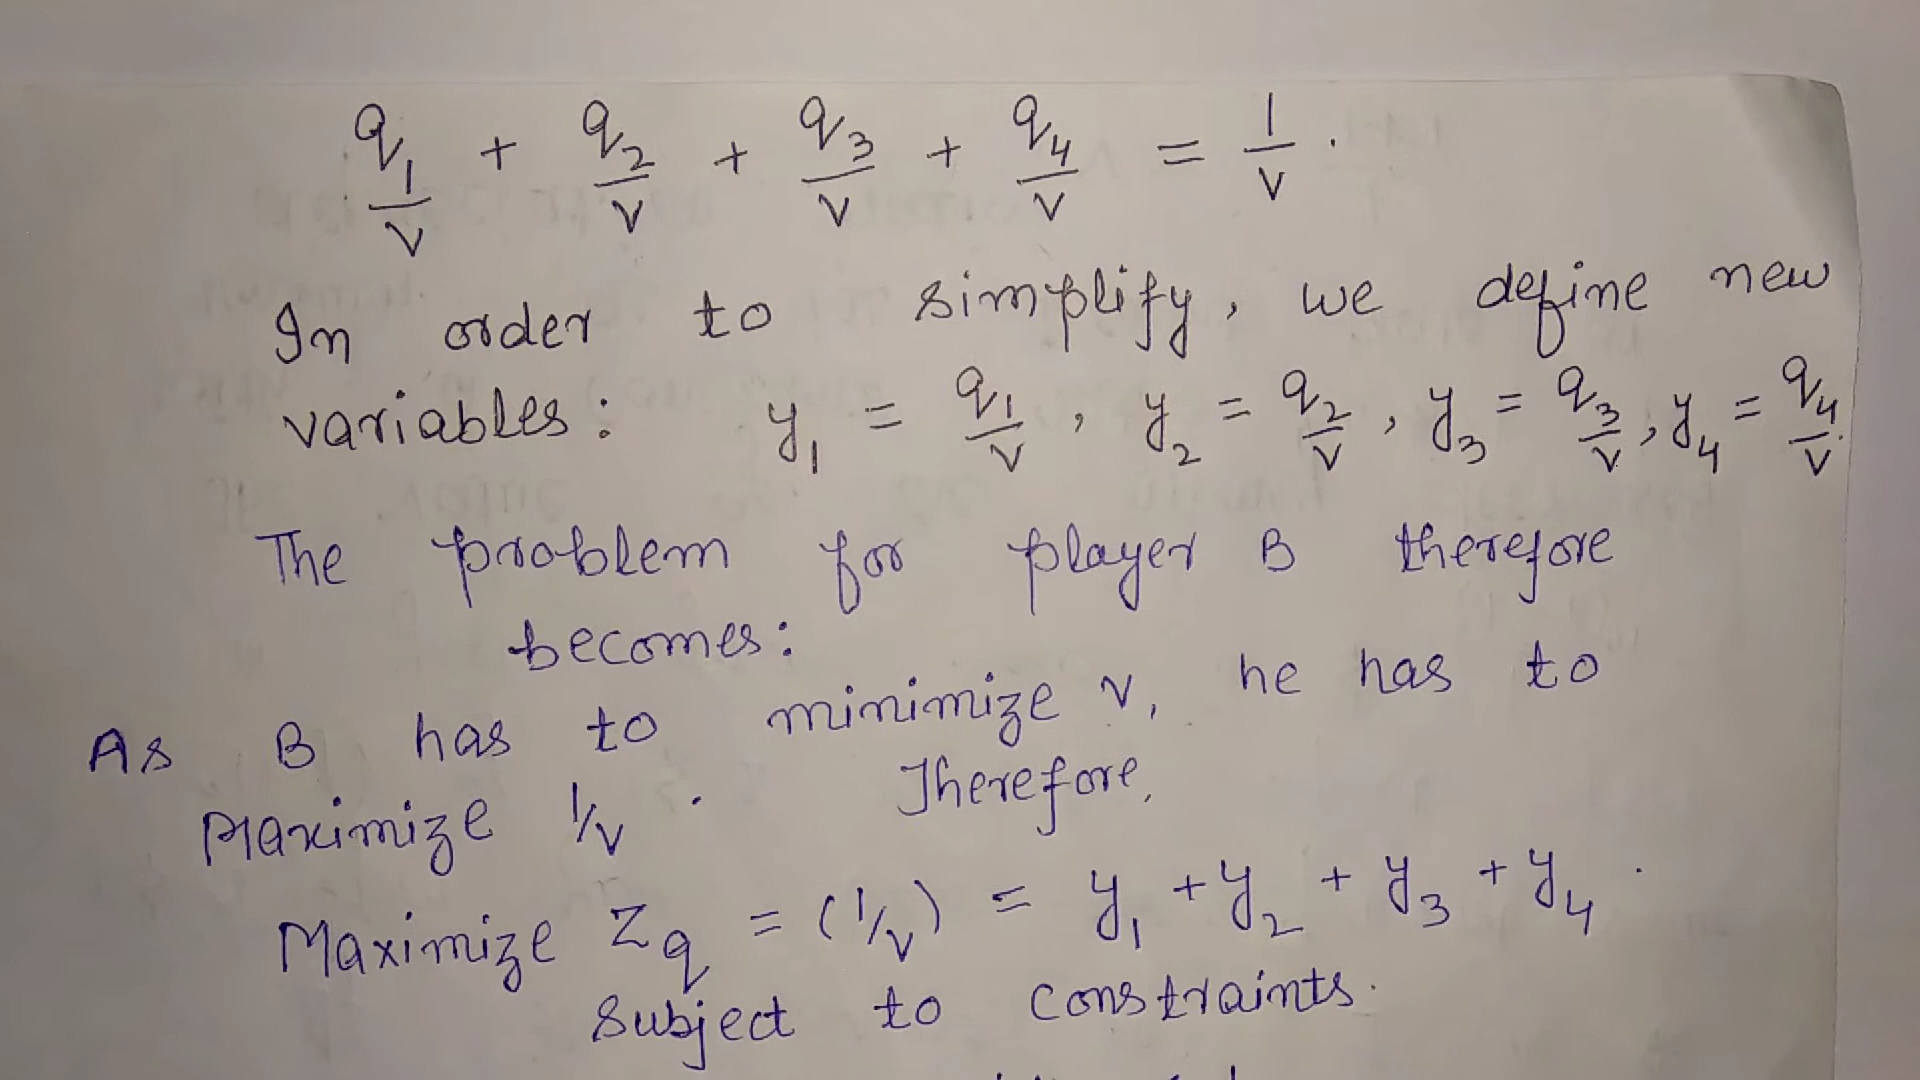 q₁/v + q₂/v + q₃/v + q₄/v = 1/v .
In order to simplify, we define new
variables : y₁ = q₁/v , y₂ = q₂/v , y₃ = q₃/v , y₄ = q₄/v .
The problem for player B therefore
becomes :
As B has to minimize v, he has to
Maximize 1/v . Therefore,
Maximize Zq = (1/v) = y₁ + y₂ + y₃ + y₄ .
Subject to constraints.